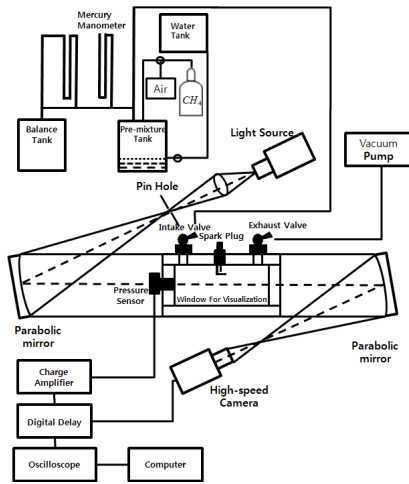 Mercury
Manometer
Water
Tank
Air
CH4
Balance
Tank
Pre-mixture
Tank
Light Source
Vacuum
Pump
Pin Hole
Intake Valve
Spark Plug
Exhaust Valve
Pressure
Sensor
Window For Visualization
Parabolic
mirror
Parabolic
mirror
Charge
Amplifier
High-speed
Camera
Digital Delay
Oscilloscope
Computer